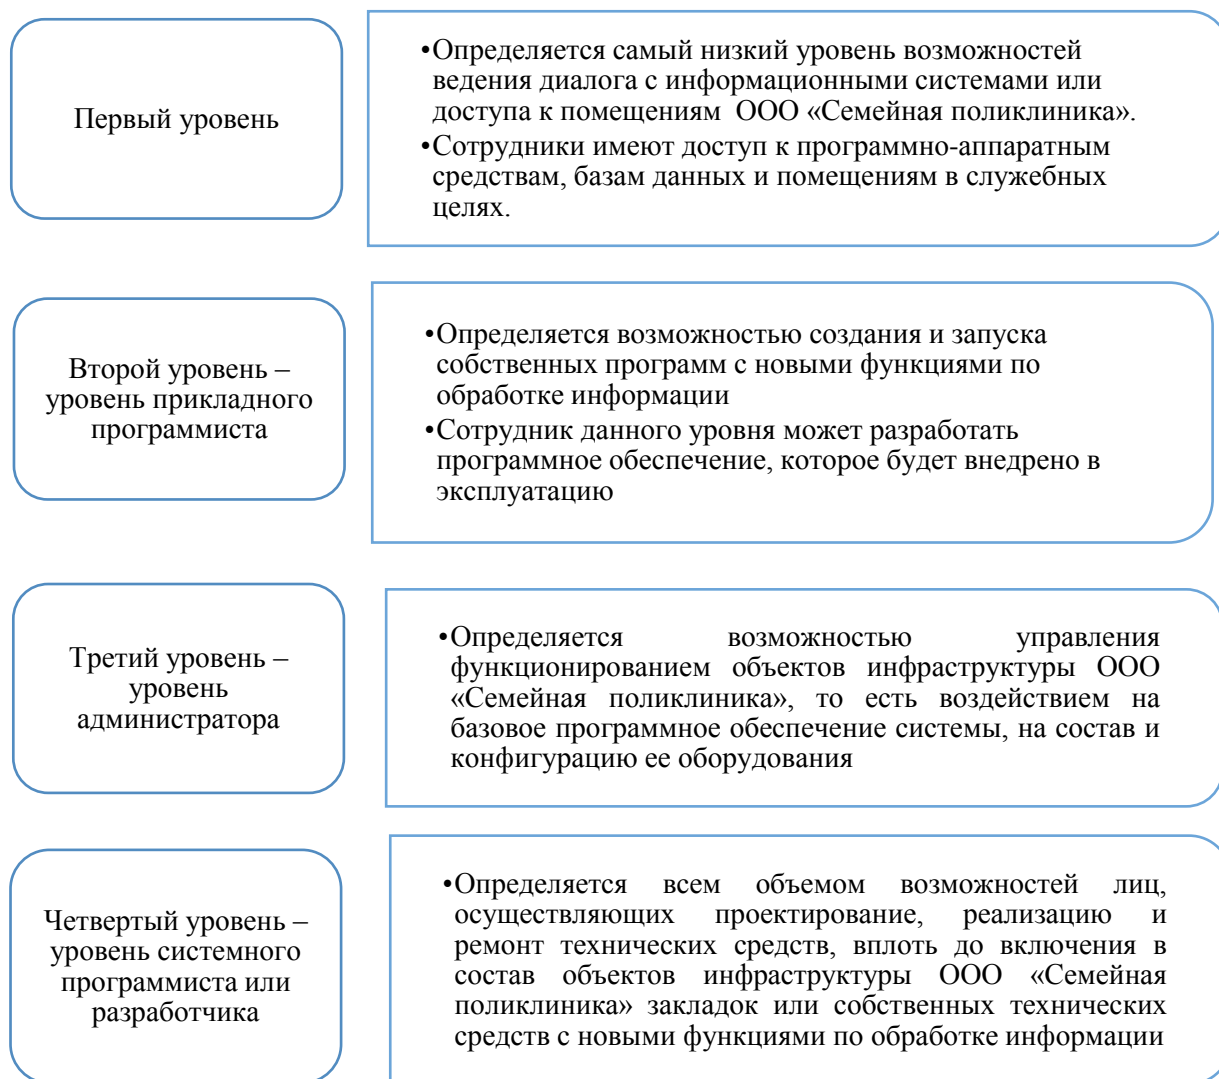 Первый уровень
•Определяется самый низкий уровень возможностей
ведения диалога с информационными системами или
доступа к помещениям ООО «Семейная поликлиника».
•Сотрудники имеют доступ к программно-аппаратным
средствам, базам данных и помещениям в служебных
целях.
Второй уровень –
уровень прикладного
программиста
•Определяется возможностью создания и запуска
собственных программ с новыми функциями по
обработке информации
•Сотрудник данного уровня может разработать
программное обеспечение, которое будет внедрено в
эксплуатацию
Третий уровень –
уровень
администратора
•Определяется возможностью управления
функционированием объектов инфраструктуры ООО
«Семейная поликлиника», то есть воздействием на
базовое программное обеспечение системы, на состав и
конфигурацию ее оборудования
Четвертый уровень –
уровень системного
программиста или
разработчика
•Определяется всем объемом возможностей лиц,
осуществляющих проектирование, реализацию и
ремонт технических средств, вплоть до включения в
состав объектов инфраструктуры ООО «Семейная
поликлиника» закладок или собственных технических
средств с новыми функциями по обработке информации